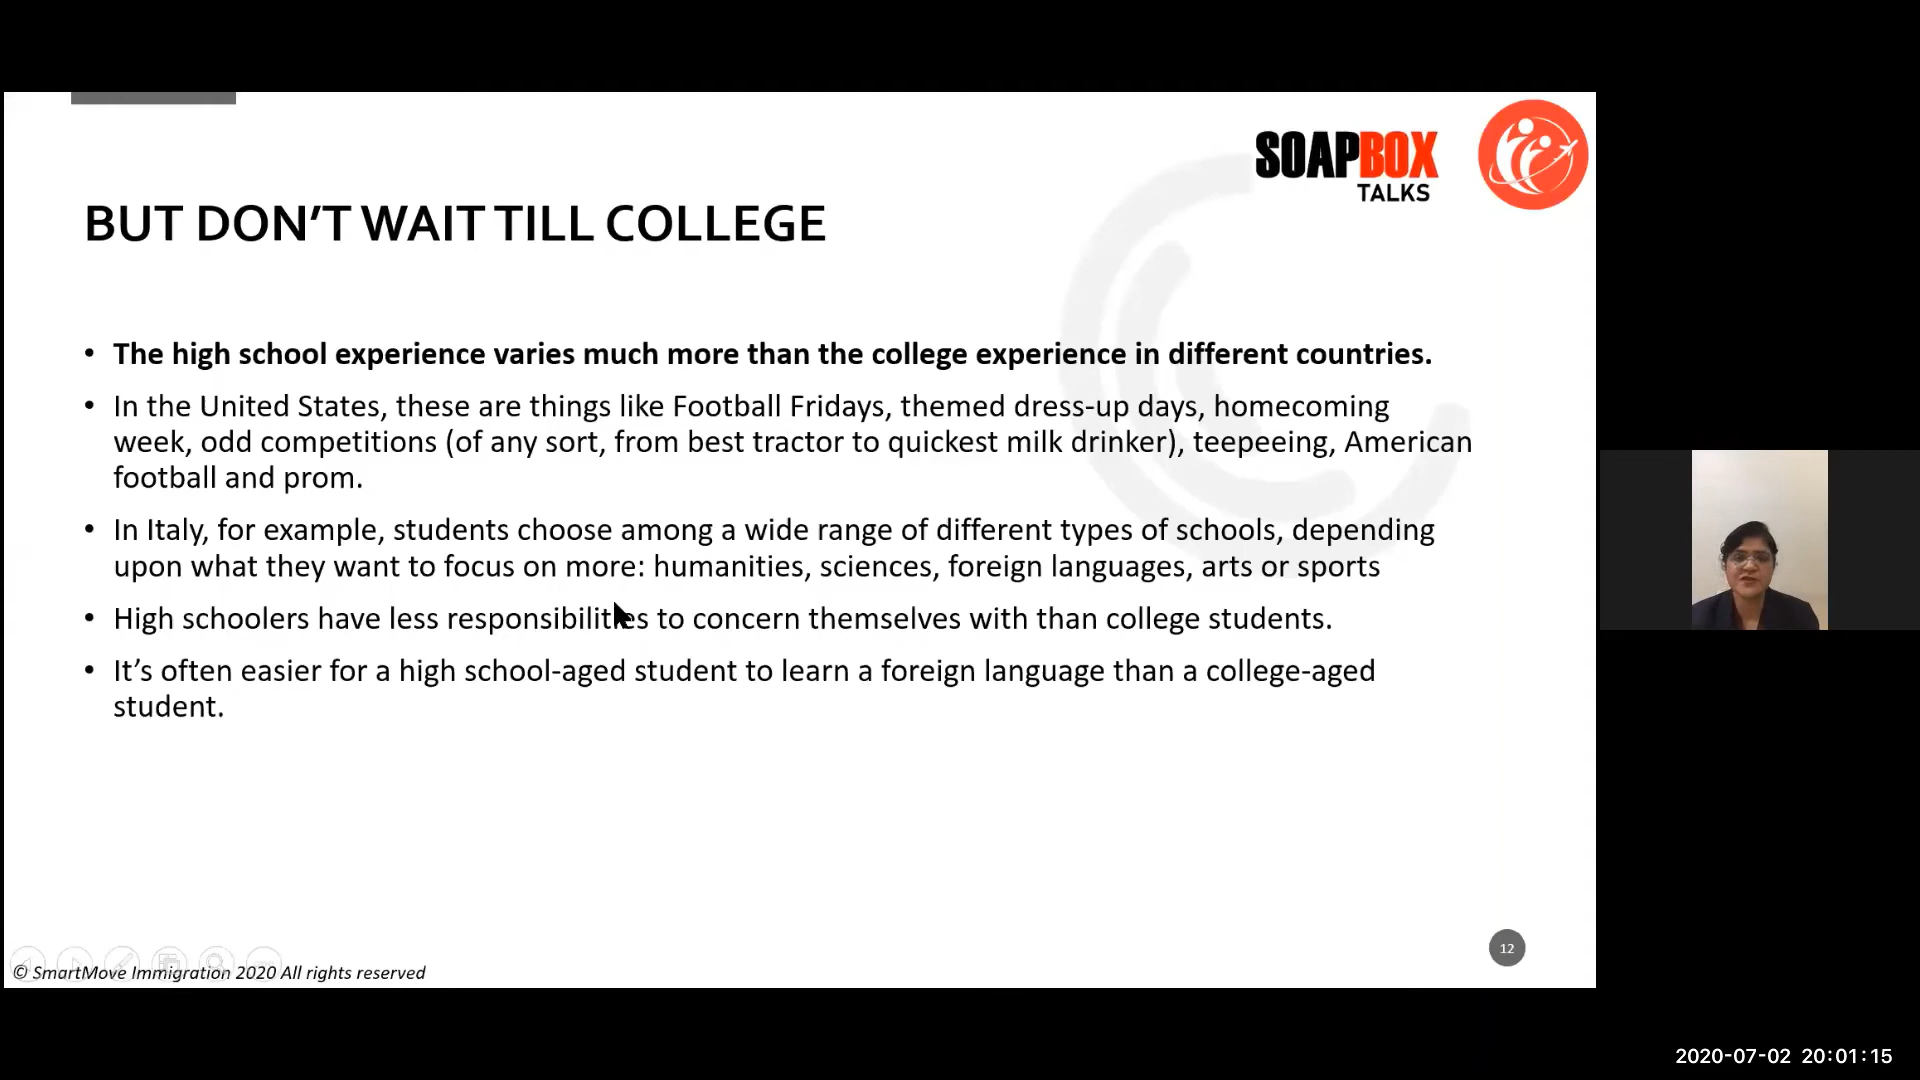 SOAPBOX
TALKS
BUT DON’T WAIT TILL COLLEGE
• The high school experience varies much more than the college experience in different countries.
• In the United States, these are things like Football Fridays, themed dress-up days, homecoming
week, odd competitions (of any sort, from best tractor to quickest milk drinker), teepeeing, American
football and prom.
• In Italy, for example, students choose among a wide range of different types of schools, depending
upon what they want to focus on more: humanities, sciences, foreign languages, arts or sports
• High schoolers have less responsibilities to concern themselves with than college students.
• It’s often easier for a high school-aged student to learn a foreign language than a college-aged
student.
12
© SmartMove Immigration 2020 All rights reserved
2020-07-02 20:01:15